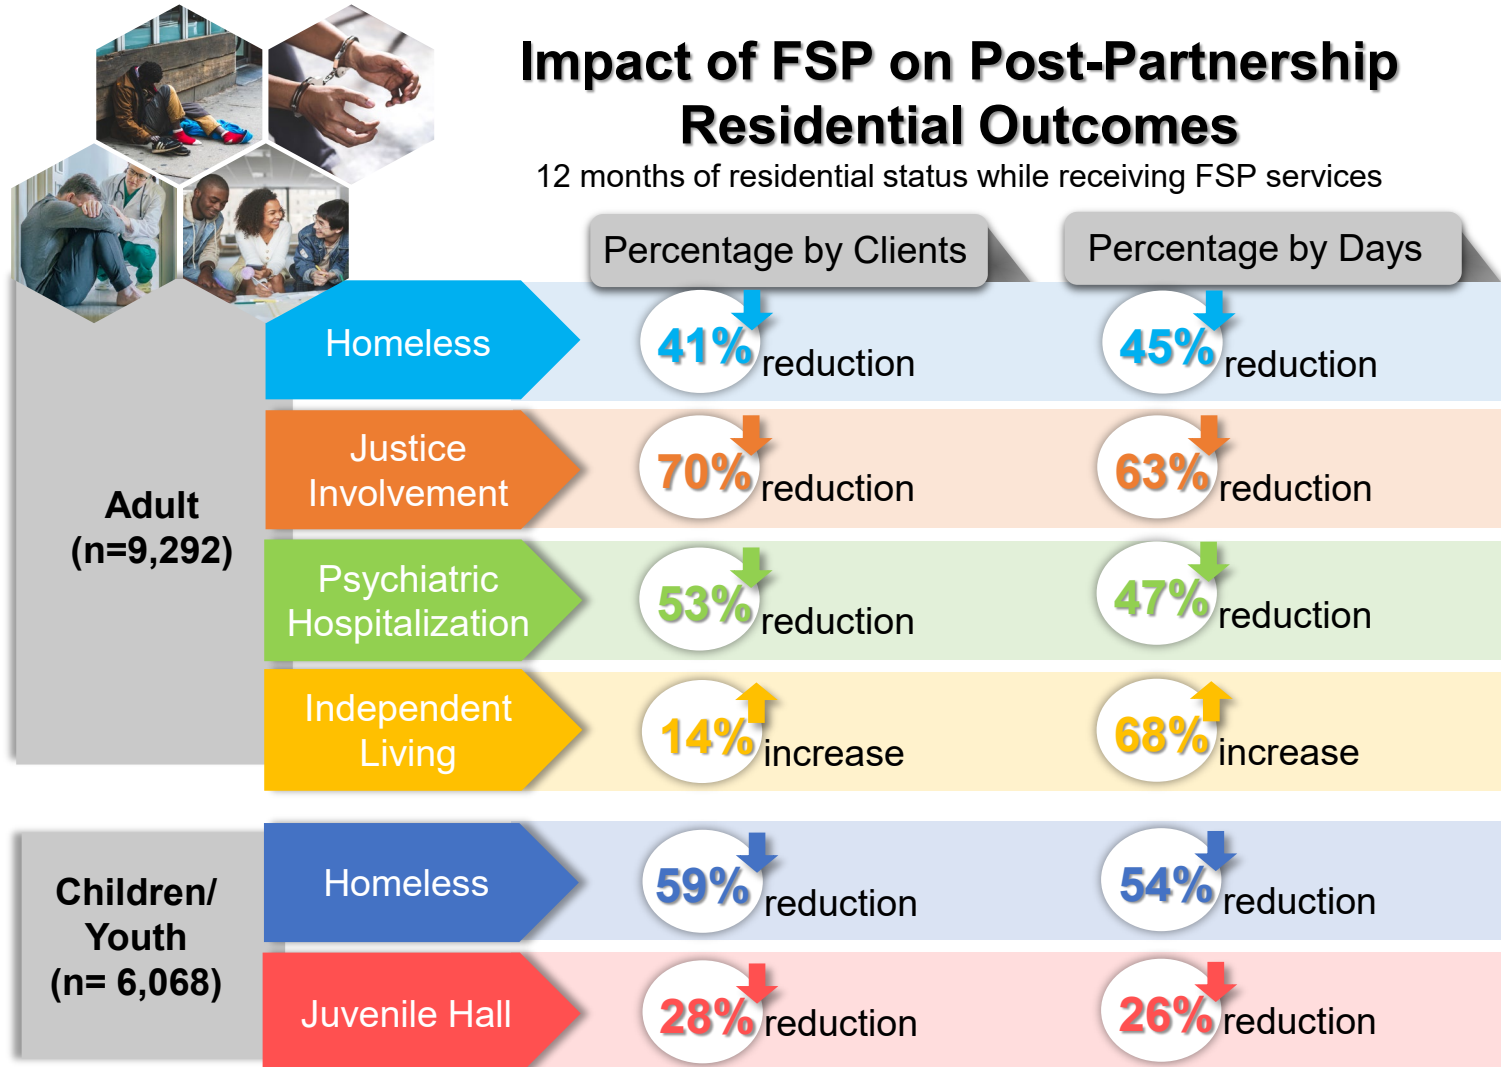 Impact of FSP on Post-Partnership
Residential Outcomes
12 months of residential status while receiving FSP services
Percentage by Clients
Percentage by Days
Adult
(n=9,292)
Homeless
41% reduction
45% reduction
Justice
Involvement
70% reduction
63% reduction
Psychiatric
Hospitalization
53% reduction
47% reduction
Independent
Living
14% increase
68% increase
Children/
Youth
(n= 6,068)
Homeless
59% reduction
54% reduction
Juvenile Hall
28% reduction
26% reduction